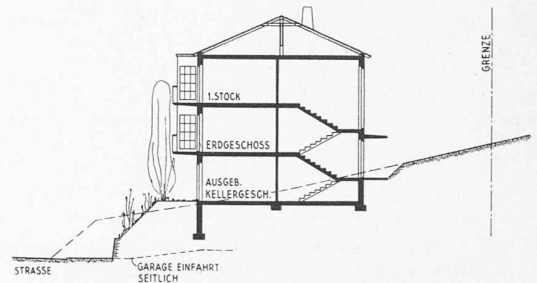 GRENZE
1.STOCK
ERDGESCHOSS
AUSGEB.
KELLERGESCH.
STRASSE
GARAGE EINFAHRT
SEITLICH